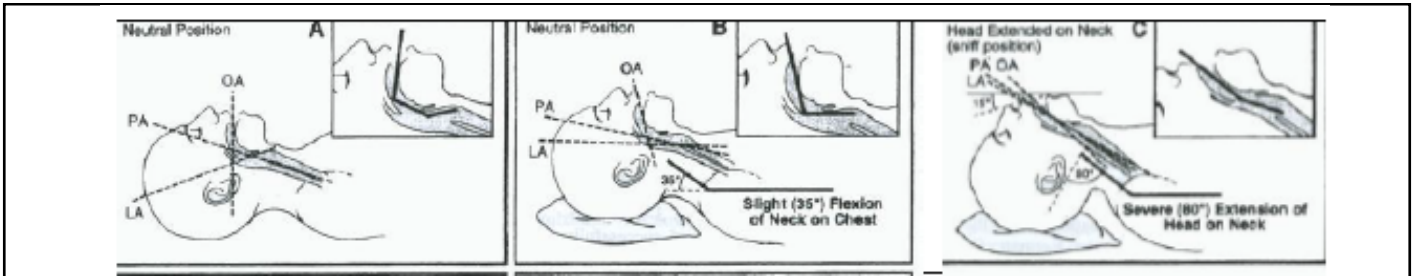 Neutral Position
A
OA
PA
LA
Neutral Position
B
OA
PA
LA
35°
Slight (35°) Flexion
of Neck on Chest
Head Extended on Neck
(sniff position)
C
PA OA
LA
15°
80°
Severe (80°) Extension of
Head on Neck